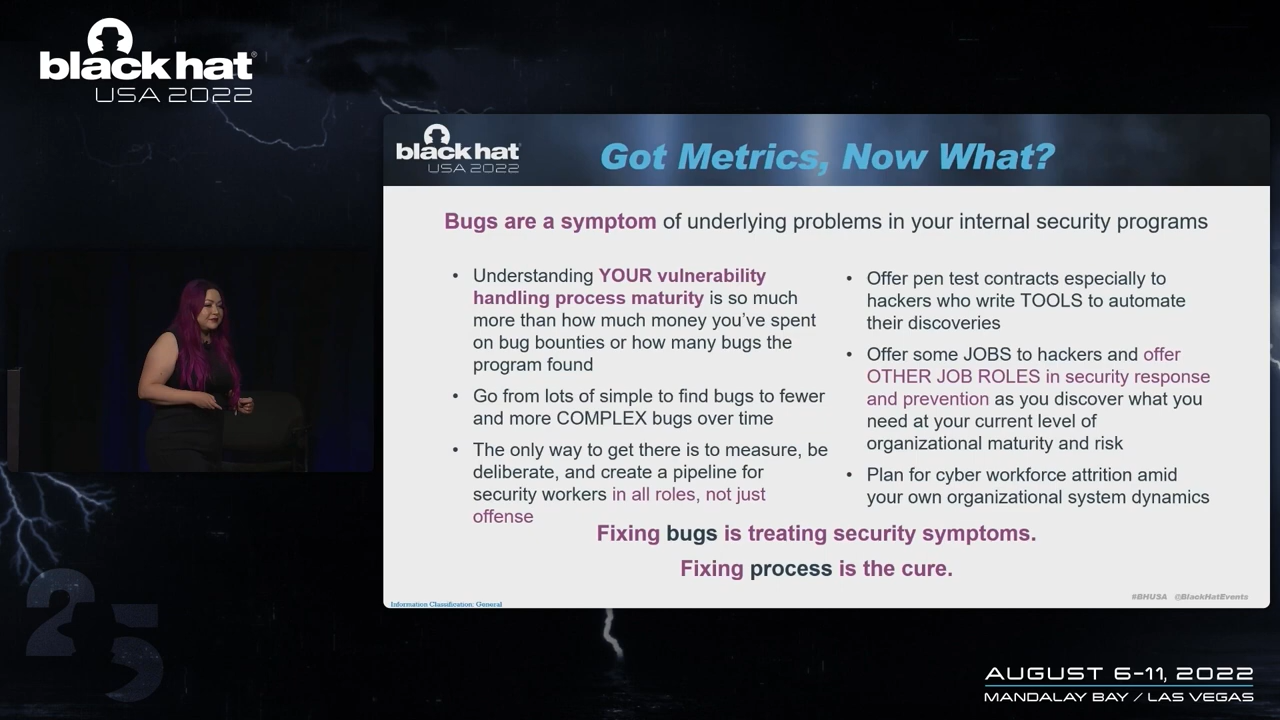 black hat®
USA 2022
black hat®
USA 2022
Got Metrics, Now What?
Bugs are a symptom of underlying problems in your internal security programs
• Understanding YOUR vulnerability
handling process maturity is so much
more than how much money you’ve spent
on bug bounties or how many bugs the
program found
• Go from lots of simple to find bugs to fewer
and more COMPLEX bugs over time
• The only way to get there is to measure, be
deliberate, and create a pipeline for
security workers in all roles, not just
offense
• Offer pen test contracts especially to
hackers who write TOOLS to automate
their discoveries
• Offer some JOBS to hackers and offer
OTHER JOB ROLES in security response
and prevention as you discover what you
need at your current level of
organizational maturity and risk
• Plan for cyber workforce attrition amid
your own organizational system dynamics
Fixing bugs is treating security symptoms.
Fixing process is the cure.
Information Classification: General
#BHUSA @BlackHatEvents
25
AUGUST 6-11, 2022
MANDALAY BAY / LAS VEGAS